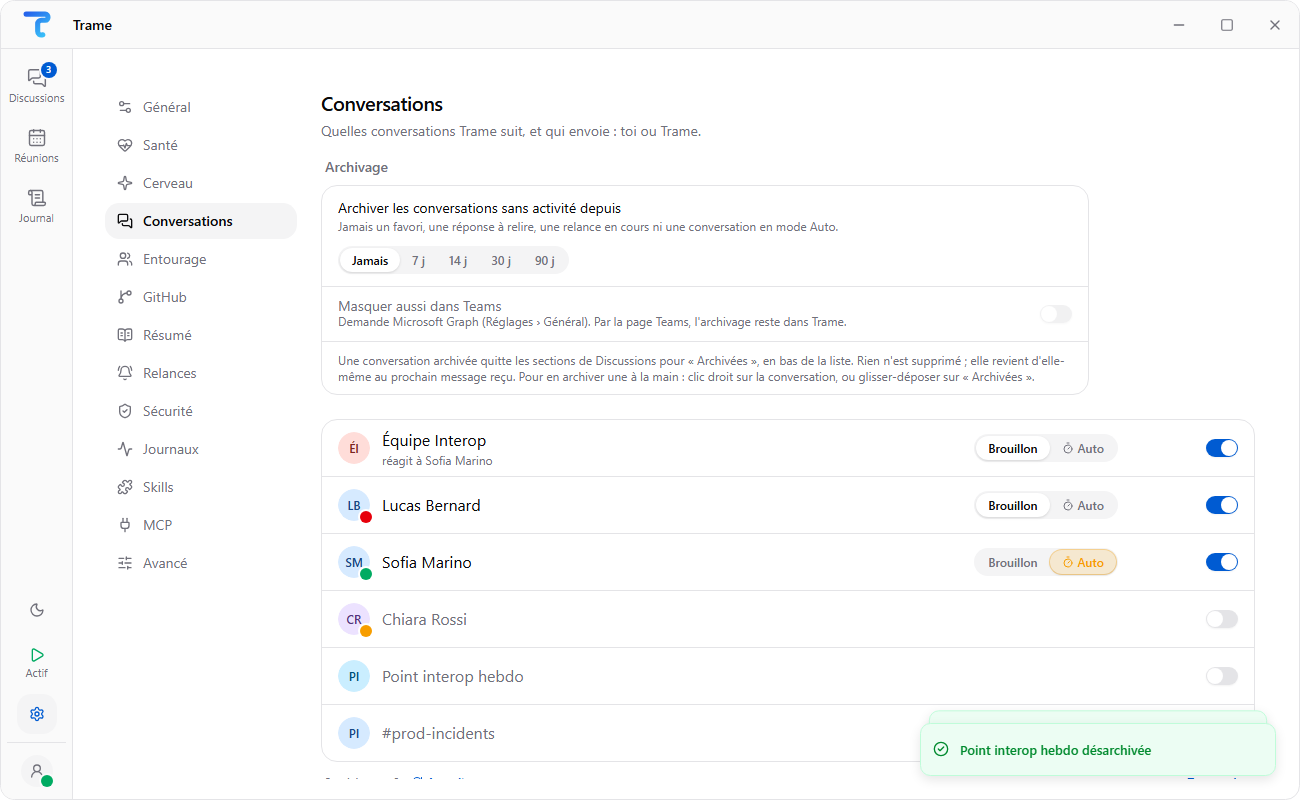 Trame
3
Discussions
Réunions
Journal
Actif
Général
Santé
Cerveau
Conversations
Entourage
GitHub
Résumé
Relances
Sécurité
Journaux
Skills
MCP
Avancé
Conversations
Quelles conversations Trame suit, et qui envoie : toi ou Trame.
Archivage
Archiver les conversations sans activité depuis
Jamais un favori, une réponse à relire, une relance en cours ni une conversation en mode Auto.
Jamais 7 j 14 j 30 j 90 j
Masquer aussi dans Teams
Demande Microsoft Graph (Réglages › Général). Par la page Teams, l'archivage reste dans Trame.
Une conversation archivée quitte les sections de Discussions pour « Archivées », en bas de la liste. Rien n'est supprimé ; elle revient d'elle-
même au prochain message reçu. Pour en archiver une à la main : clic droit sur la conversation, ou glisser-déposer sur « Archivées ».
ÉI Équipe Interop Brouillon Auto
réagit à Sofia Marino
LB Lucas Bernard Brouillon Auto
SM Sofia Marino Brouillon Auto
CR Chiara Rossi
PI Point interop hebdo
PI #prod-incidents
Point interop hebdo désarchivée